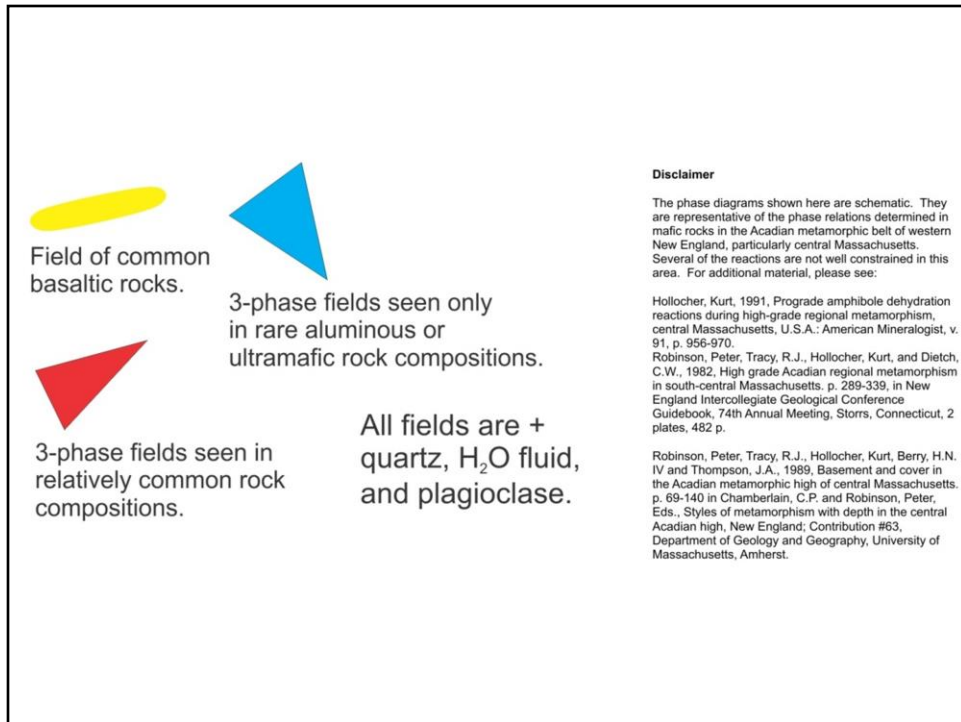 Field of common
basaltic rocks.
3-phase fields seen only
in rare aluminous or
ultramafic rock compositions.
3-phase fields seen in
relatively common rock
compositions.
All fields are +
quartz, H₂O fluid,
and plagioclase.
Disclaimer
The phase diagrams shown here are schematic. They
are representative of the phase relations determined in
mafic rocks in the Acadian metamorphic belt of western
New England, particularly central Massachusetts.
Several of the reactions are not well constrained in this
area. For additional material, please see:
Hollocher, Kurt, 1991, Prograde amphibole dehydration
reactions during high-grade regional metamorphism,
central Massachusetts, U.S.A.: American Mineralogist, v.
91, p. 956-970.
Robinson, Peter, Tracy, R.J., Hollocher, Kurt, and Dietch,
C.W., 1982, High grade Acadian regional metamorphism
in south-central Massachusetts. p. 289-339, in New
England Intercollegiate Geological Conference
Guidebook, 74th Annual Meeting, Storrs, Connecticut, 2
plates, 482 p.
Robinson, Peter, Tracy, R.J., Hollocher, Kurt, Berry, H.N.
IV and Thompson, J.A., 1989, Basement and cover in
the Acadian metamorphic high of central Massachusetts.
p. 69-140 in Chamberlain, C.P. and Robinson, Peter,
Eds., Styles of metamorphism with depth in the central
Acadian high, New England; Contribution #63,
Department of Geology and Geography, University of
Massachusetts, Amherst.